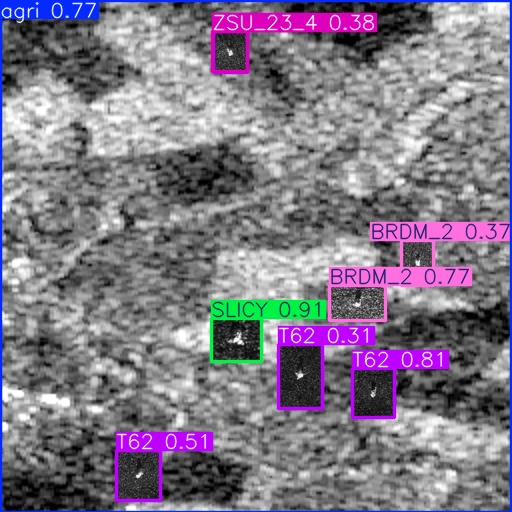 agri 0.77
ZSU_23_4 0.38
BRDM_2 0.37
BRDM_2 0.77
SLICY 0.91
T62 0.31
T62 0.81
T62 0.51